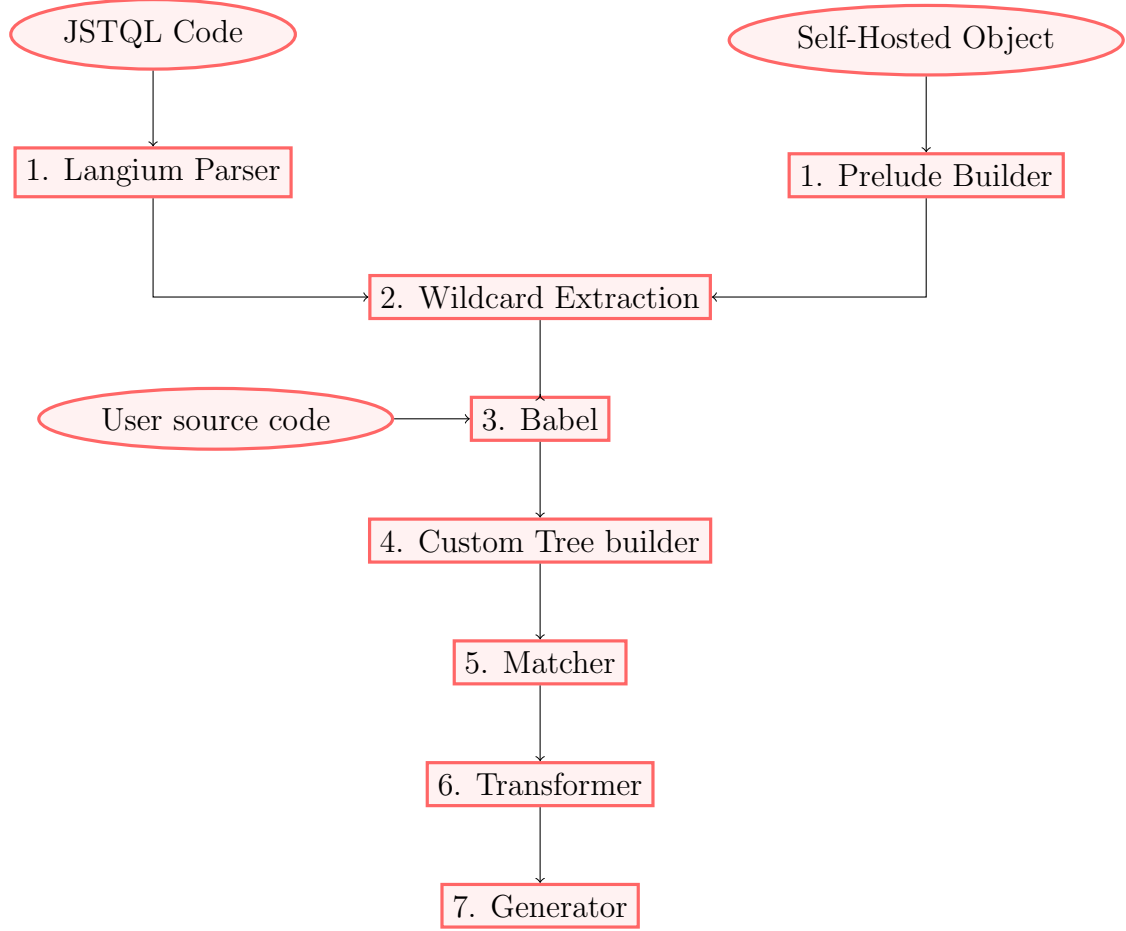 JSTQL Code
Self-Hosted Object
1. Langium Parser
1. Prelude Builder
2. Wildcard Extraction
User source code
3. Babel
4. Custom Tree builder
5. Matcher
6. Transformer
7. Generator